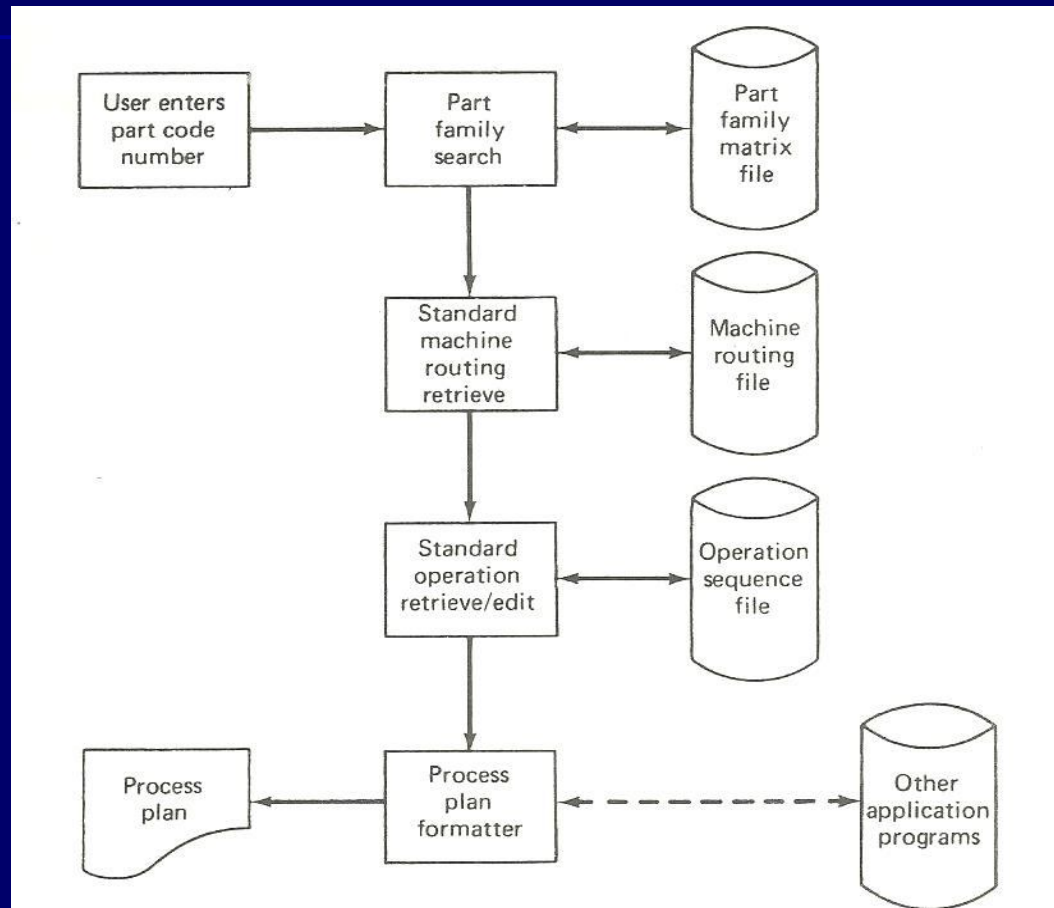 User enters
part code
number
Part
family
search
Part
family
matrix
file
Standard
machine
routing
retrieve
Machine
routing
file
Standard
operation
retrieve/edit
Operation
sequence
file
Process
plan
Process
plan
formatter
Other
application
programs